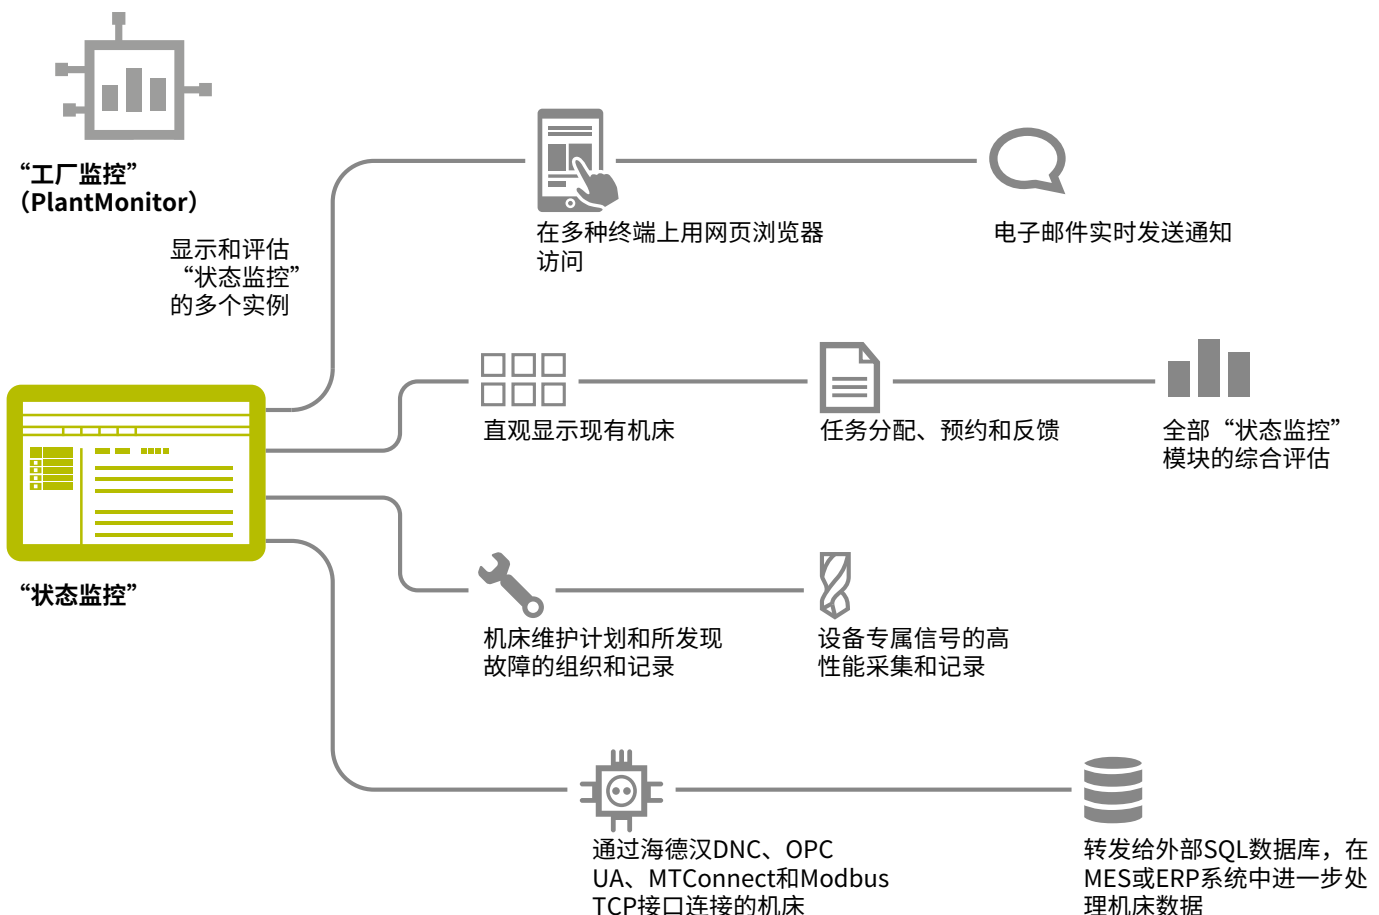 “工厂监控”
（PlantMonitor）
显示和评估
“状态监控”
的多个实例
在多种终端上用网页浏览器
访问
电子邮件实时发送通知
直观显示现有机床
任务分配、预约和反馈
全部“状态监控”
模块的综合评估
“状态监控”
机床维护计划和所发现
故障的组织和记录
设备专属信号的高
性能采集和记录
通过海德汉DNC、OPC
UA、MTConnect和Modbus
TCP接口连接的机床
转发给外部SQL数据库，在
MES或ERP系统中进一步处
理机床数据